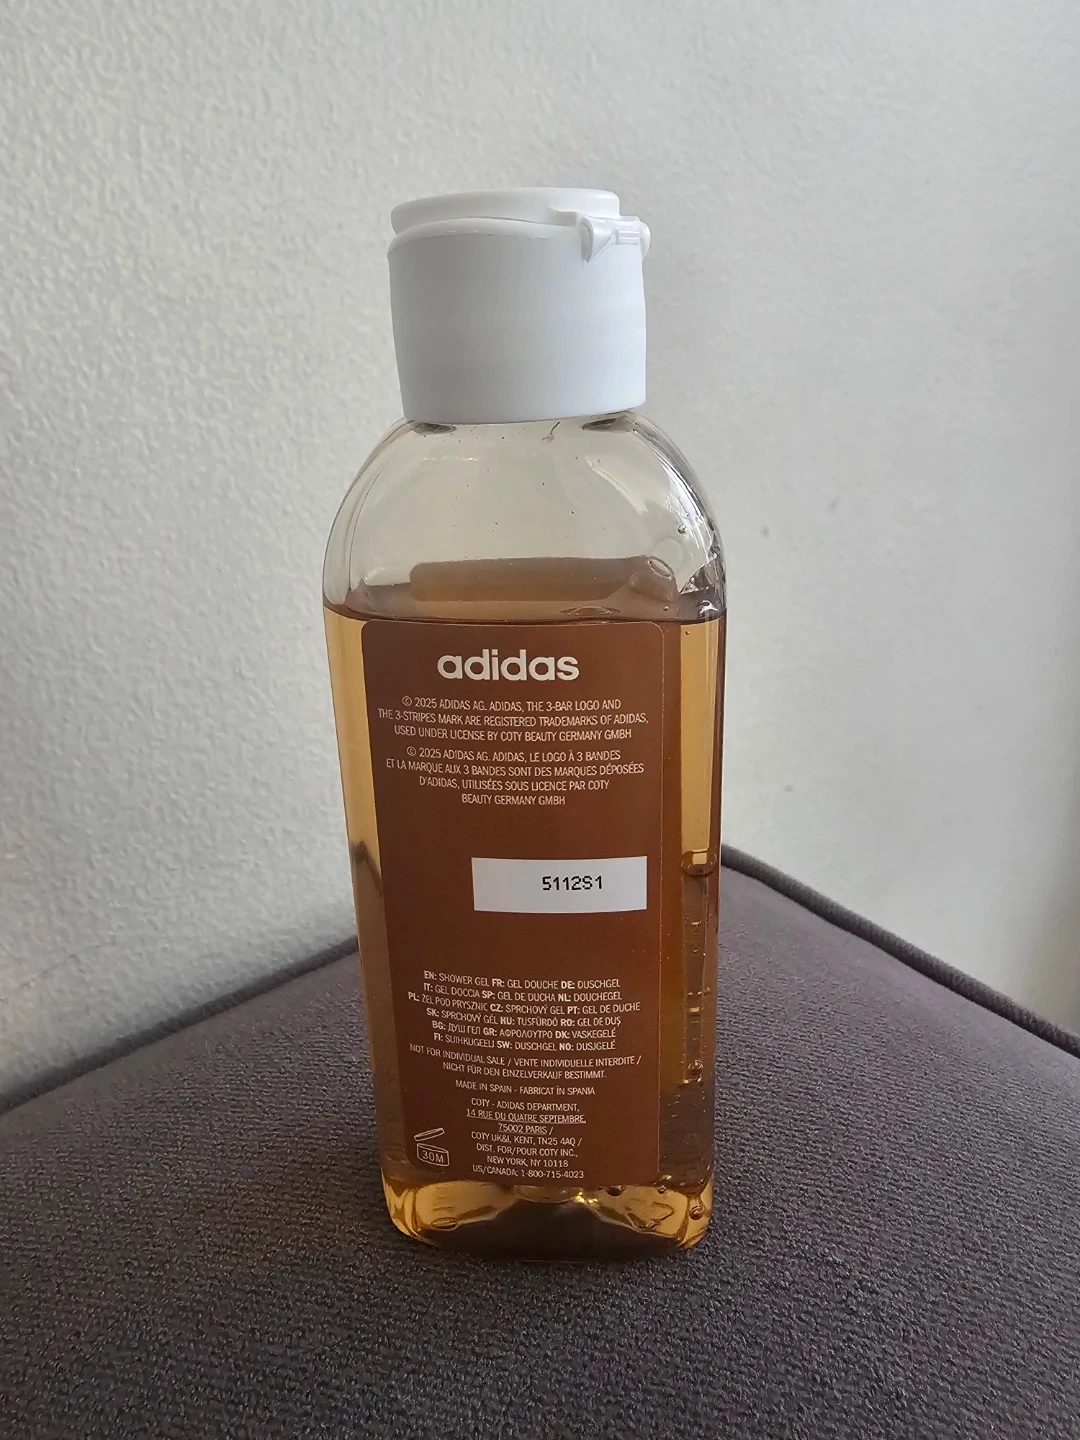 adidas
© 2025 ADIDAS AG. ADIDAS, THE 3-BAR LOGO AND
THE 3-STRIPES MARK ARE REGISTERED TRADEMARKS OF ADIDAS,
USED UNDER LICENSE BY COTY BEAUTY GERMANY GMBH
© 2025 ADIDAS AG. ADIDAS, LE LOGO À 3 BANDES
ET LA MARQUE AUX 3 BANDES SONT DES MARQUES DÉPOSÉES
D'ADIDAS, UTILISÉES SOUS LICENCE PAR COTY
BEAUTY GERMANY GMBH
5112S1
EN: SHOWER GEL FR: GEL DOUCHE DE: DUSCHGEL
IT: GEL DOCCIA SP: GEL DE DUCHA NL: DOUCHEGEL
PL: ŻEL POD PRYSZNIC CZ: SPRCHOVÝ GEL PT: GEL DE DUCHE
SK: SPRCHOVÝ GÉL HU: TUSFÜRDŐ RO: GEL DE DUȘ
BG: ДУШ ГЕЛ GR: ΑΦΡΟΛΟΥΤΡΟ DK: VASKEGELÉ
FI: SUIHKUGEELI SW: DUSCHGEL NO: DUSJGELÉ
NOT FOR INDIVIDUAL SALE / VENTE INDIVIDUELLE INTERDITE /
NICHT FÜR DEN EINZELVERKAUF BESTIMMT.
MADE IN SPAIN - FABRICAT ÎN SPANIA
COTY - ADIDAS DEPARTMENT,
14 RUE DU QUATRE SEPTEMBRE,
75002 PARIS /
COTY UK&I, KENT, TN25 4AQ /
DIST. FOR/POUR COTY INC.,
NEW YORK, NY 10118
US/CANADA: 1-800-715-4023
30M